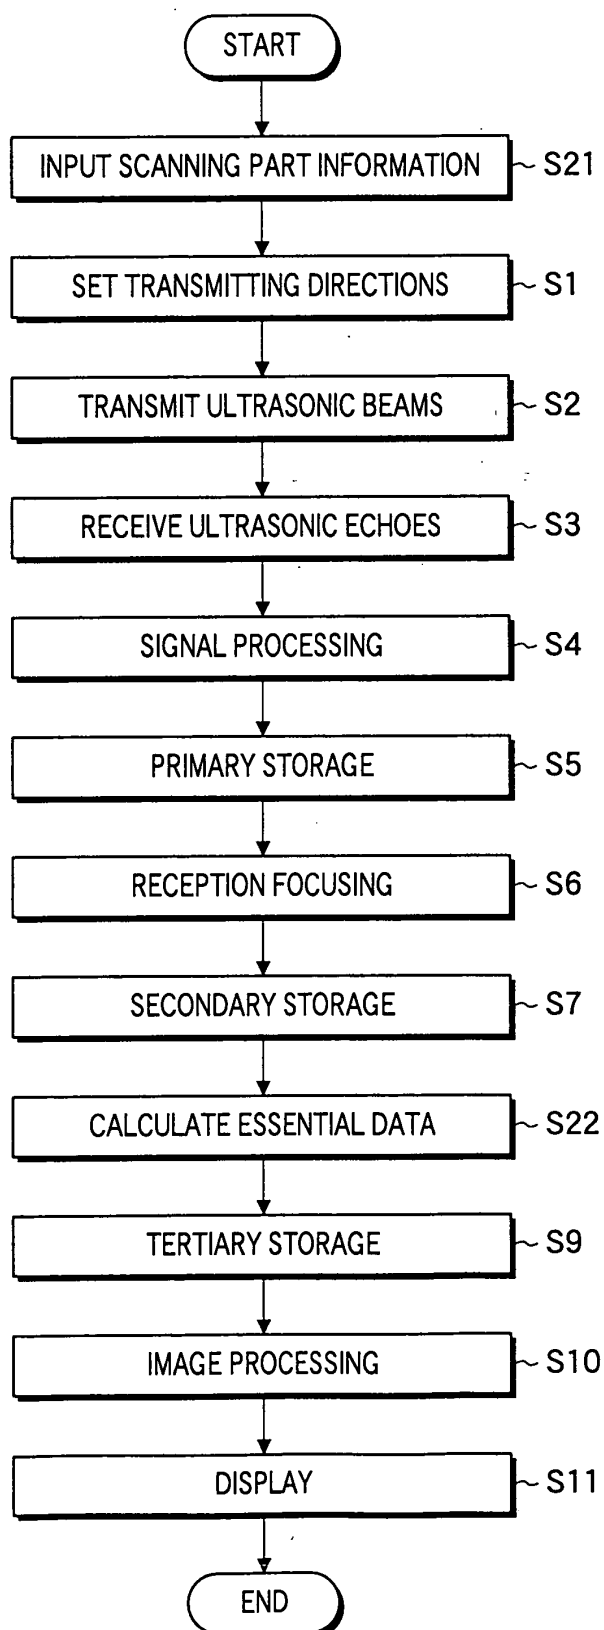 START
INPUT SCANNING PART INFORMATION S21
SET TRANSMITTING DIRECTIONS S1
TRANSMIT ULTRASONIC BEAMS S2
RECEIVE ULTRASONIC ECHOES S3
SIGNAL PROCESSING S4
PRIMARY STORAGE S5
RECEPTION FOCUSING S6
SECONDARY STORAGE S7
CALCULATE ESSENTIAL DATA S22
TERTIARY STORAGE S9
IMAGE PROCESSING S10
DISPLAY S11
END